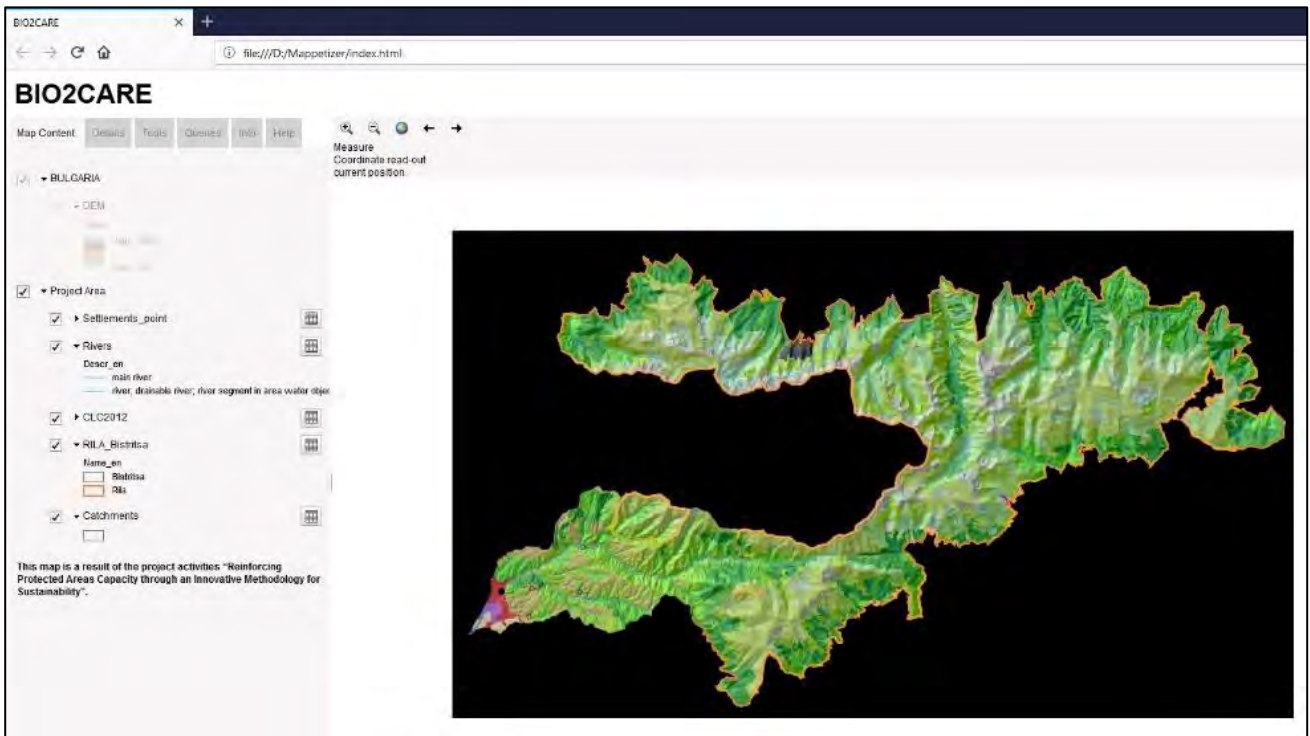 BIO2CARE
file:///D:/Mappetizer/index.html
BIO2CARE
Map Content Details Tools Queries Info Help
Measure
Coordinate read-out
current position
BULGARIA
DEM
Project Area
Settlements_point
Rivers
Descr_en
main river
river; drainable river; river segment in area water objec
CLC2012
RILA_Bistritsa
Name_en
Bistritsa
Rila
Catchments
This map is a result of the project activities "Reinforcing
Protected Areas Capacity through an Innovative Methodology for
Sustainability".